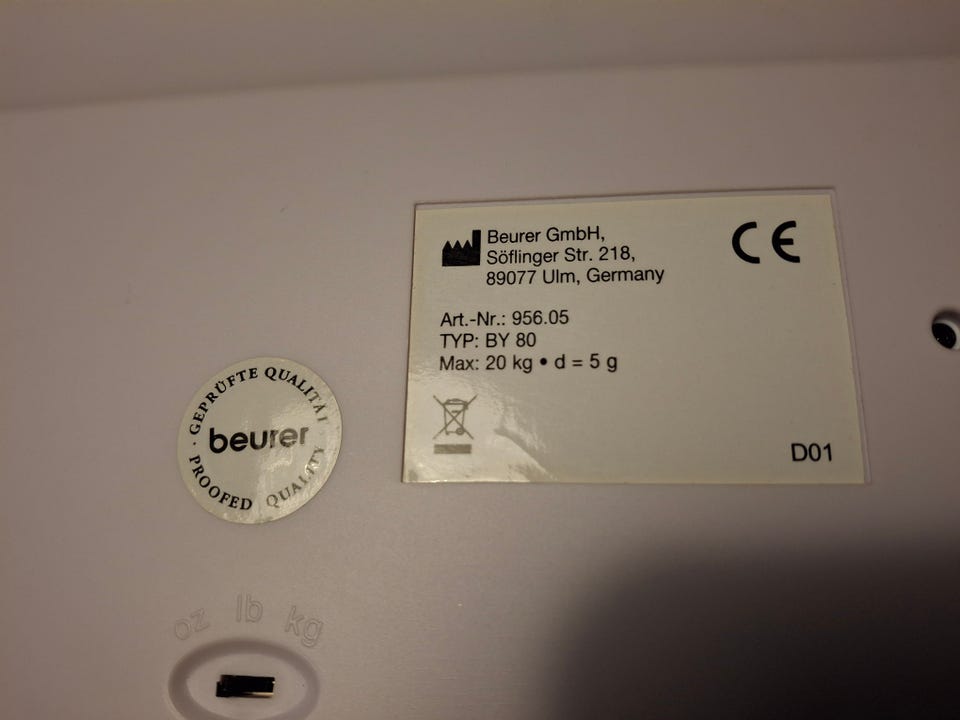 Beurer GmbH,
Söflinger Str. 218,
89077 Ulm, Germany
CE
Art.-Nr.: 956.05
TYP: BY 80
Max: 20 kg • d = 5 g
D01
· GEPRÜFTE QUALITÄT ·
beurer
PROOFED QUALITY
oz lb kg